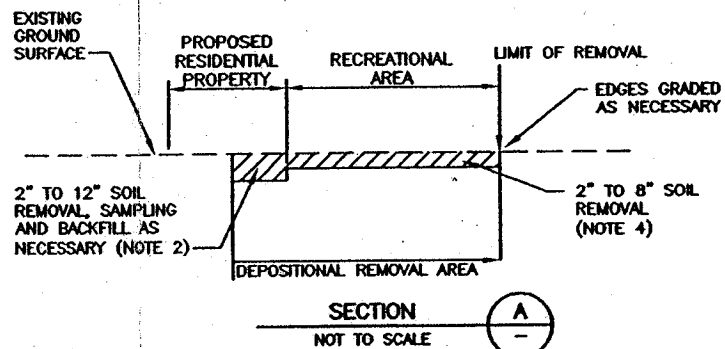 EXISTING
GROUND
SURFACE
PROPOSED
RESIDENTIAL
PROPERTY
RECREATIONAL
AREA
LIMIT OF REMOVAL
EDGES GRADED
AS NECESSARY
2" TO 12" SOIL
REMOVAL, SAMPLING
AND BACKFILL AS
NECESSARY (NOTE 2)
2" TO 8" SOIL
REMOVAL
(NOTE 4)
DEPOSITIONAL REMOVAL AREA
SECTION
NOT TO SCALE
A
-